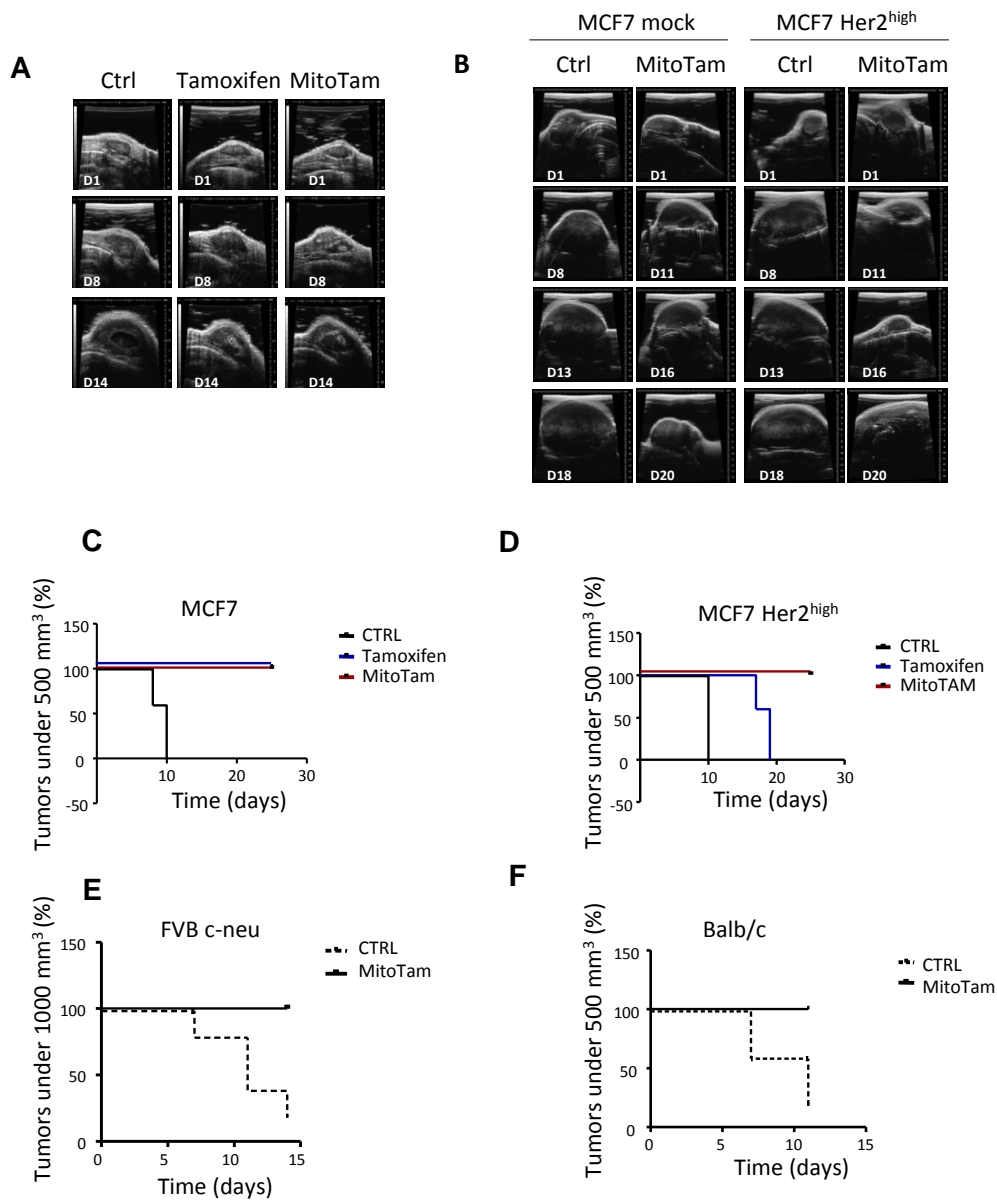 A
Ctrl Tamoxifen MitoTam
D1 D1 D1
D8 D8 D8
D14 D14 D14
B
MCF7 mock MCF7 Her2high
Ctrl MitoTam Ctrl MitoTam
D1 D1 D1 D1
D8 D11 D8 D11
D13 D16 D13 D16
D18 D20 D18 D20
C
MCF7
Tumors under 500 mm3 (%)
150
100
50
0
-50
10 20 30
Time (days)
CTRL
Tamoxifen
MitoTam
D
MCF7 Her2high
Tumors under 500 mm3 (%)
150
100
50
0
-50
10 20 30
Time (days)
CTRL
Tamoxifen
MitoTAM
E
FVB c-neu
Tumors under 1000 mm3 (%)
150
100
50
0
0 5 10 15
Time (days)
CTRL
MitoTam
F
Balb/c
Tumors under 500 mm3 (%)
150
100
50
0
0 5 10 15
Time (days)
CTRL
MitoTam